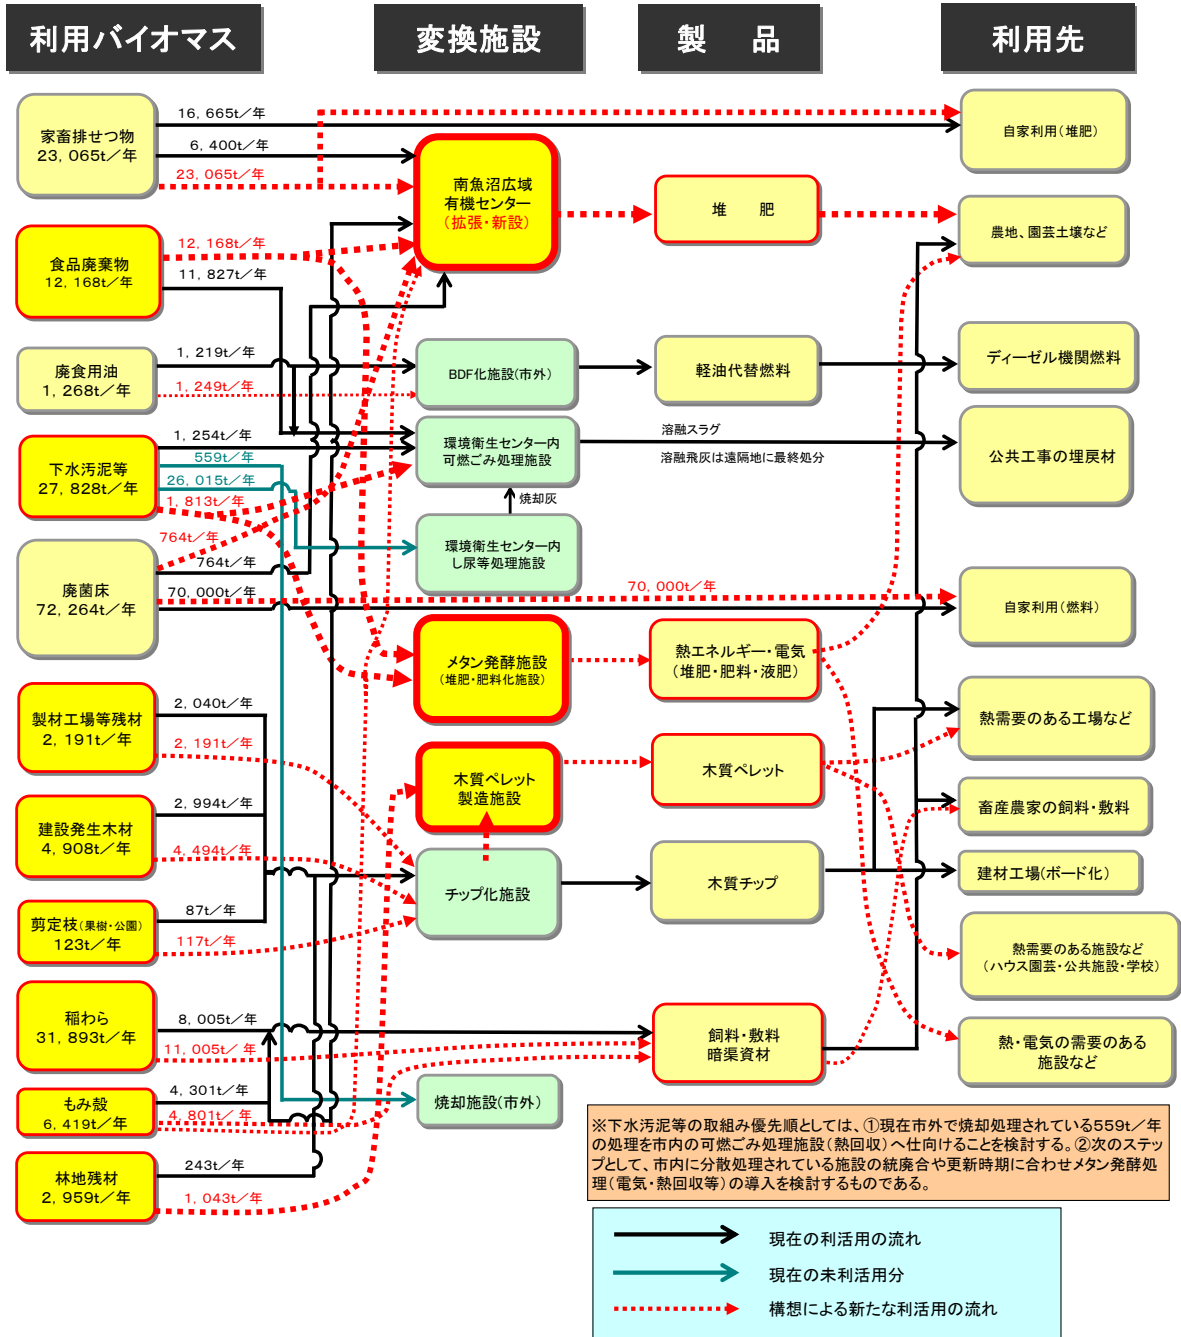 利用バイオマス
変換施設
製 品
利用先
家畜排せつ物
23,065t/年
16,665t/年
6,400t/年
23,065t/年
南魚沼広域
有機センター
(拡張・新設)
堆 肥
自家利用(堆肥)
農地、園芸土壌など
食品廃棄物
12,168t/年
12,168t/年
11,827t/年
廃食用油
1,268t/年
1,219t/年
1,249t/年
BDF化施設(市外)
軽油代替燃料
ディーゼル機関燃料
下水汚泥等
27,828t/年
1,254t/年
559t/年
26,015t/年
1,813t/年
環境衛生センター内
可燃ごみ処理施設
溶融スラグ
溶融飛灰は遠隔地に最終処分
公共工事の埋戻材
焼却灰
環境衛生センター内
し尿等処理施設
廃菌床
72,264t/年
764t/年
764t/年
70,000t/年
70,000t/年
自家利用(燃料)
メタン発酵施設
(堆肥・肥料化施設)
熱エネルギー・電気
(堆肥・肥料・液肥)
製材工場等残材
2,191t/年
2,040t/年
2,191t/年
木質ペレット
製造施設
木質ペレット
熱需要のある工場など
建設発生木材
4,908t/年
2,994t/年
4,494t/年
畜産農家の飼料・敷料
チップ化施設
木質チップ
建材工場(ボード化)
剪定枝(果樹・公園)
123t/年
87t/年
117t/年
熱需要のある施設など
(ハウス園芸・公共施設・学校)
稲わら
31,893t/年
8,005t/年
11,005t/年
飼料・敷料
暗渠資材
熱・電気の需要のある
施設など
もみ殻
6,419t/年
4,301t/年
4,801t/年
焼却施設(市外)
林地残材
2,959t/年
243t/年
1,043t/年
※下水汚泥等の取組み優先順としては、①現在市外で焼却処理されている559t/年
の処理を市内の可燃ごみ処理施設(熱回収)へ仕向けることを検討する。②次のステッ
プとして、市内に分散処理されている施設の統廃合や更新時期に合わせメタン発酵処
理(電気・熱回収等)の導入を検討するものである。
現在の利活用の流れ
現在の未利活用分
構想による新たな利活用の流れ